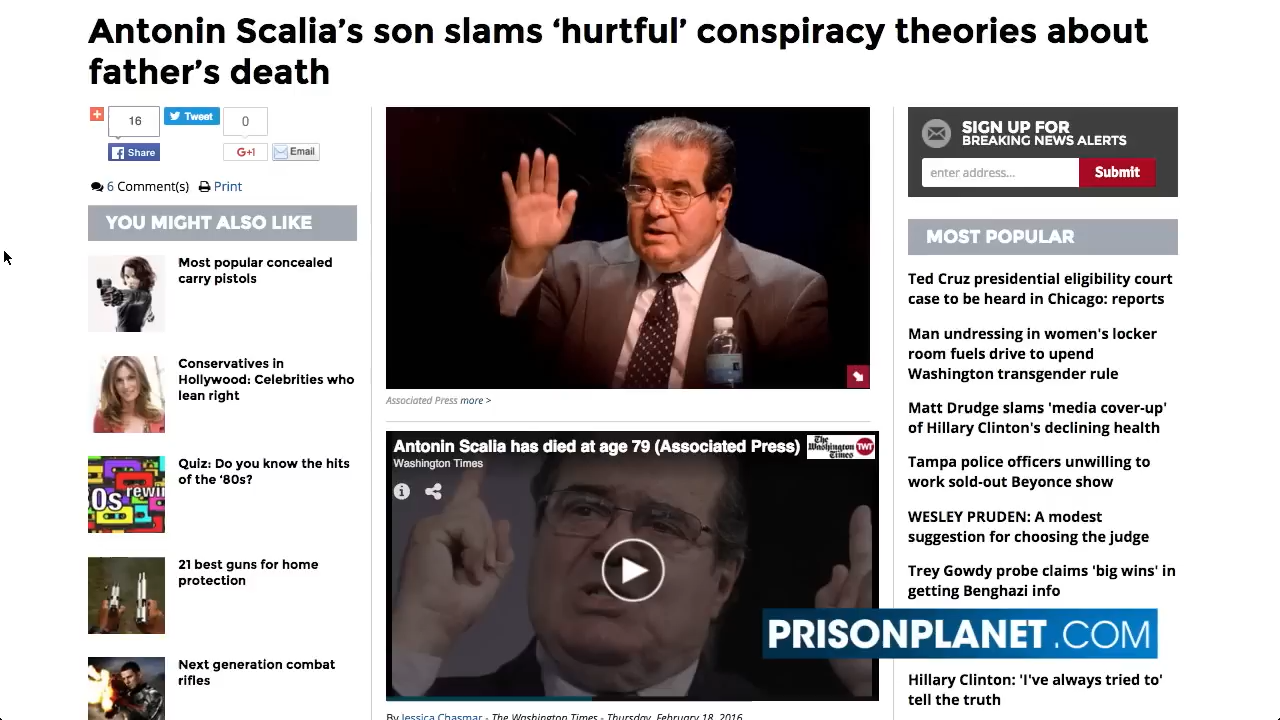 Antonin Scalia’s son slams ‘hurtful’ conspiracy theories about
father’s death
16
Tweet
0
Share
G+1
Email
6 Comment(s)
Print
YOU MIGHT ALSO LIKE
Most popular concealed
carry pistols
Conservatives in
Hollywood: Celebrities who
lean right
Quiz: Do you know the hits
of the ‘80s?
21 best guns for home
protection
Next generation combat
rifles
Associated Press more >
Antonin Scalia has died at age 79 (Associated Press)
Washington Times
The
Washington
Times
TWT
By Jessica Chasmar - The Washington Times - Thursday, February 18, 2016
SIGN UP FOR
BREAKING NEWS ALERTS
enter address...
Submit
MOST POPULAR
Ted Cruz presidential eligibility court
case to be heard in Chicago: reports
Man undressing in women's locker
room fuels drive to upend
Washington transgender rule
Matt Drudge slams 'media cover-up'
of Hillary Clinton's declining health
Tampa police officers unwilling to
work sold-out Beyonce show
WESLEY PRUDEN: A modest
suggestion for choosing the judge
Trey Gowdy probe claims 'big wins' in
getting Benghazi info
PRISONPLANET.COM
Hillary Clinton: 'I've always tried to'
tell the truth